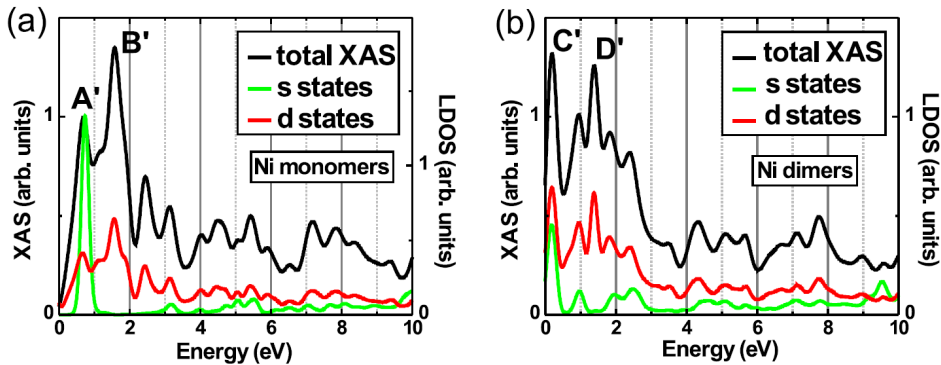 (a)
XAS (arb. units)
1
0
A'
B'
total XAS
s states
d states
Ni monomers
LDOS (arb. units)
1
0
0 2 4 6 8 10
Energy (eV)
(b)
XAS (arb. units)
1
0
C'
D'
total XAS
s states
d states
Ni dimers
LDOS (arb. units)
1
0
0 2 4 6 8 10
Energy (eV)